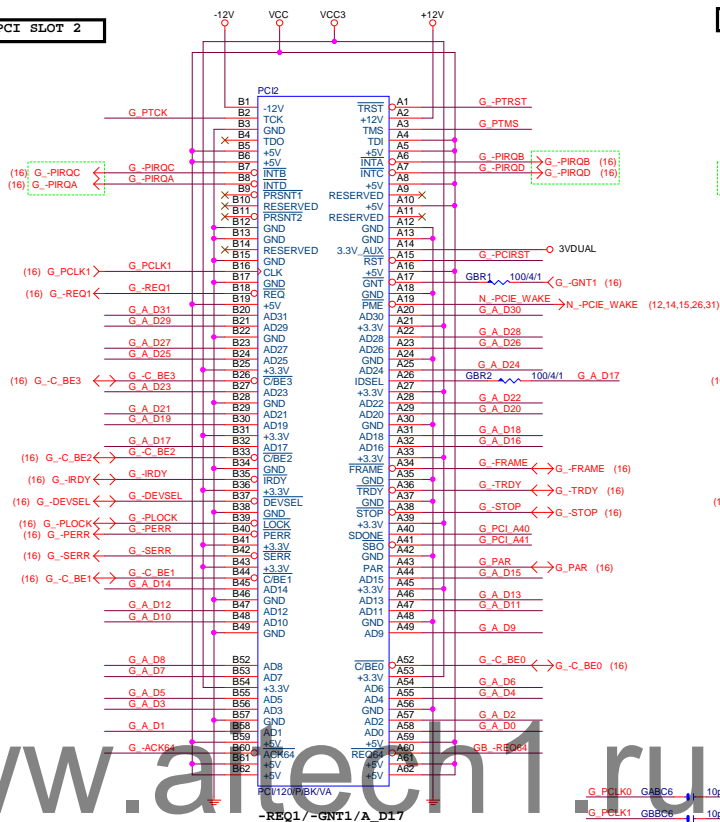 PCI SLOT 2
-12V VCC VCC3 +12V
PCI2
B1 -12V TRST A1 G_-PTRST
G_PTCK B2 TCK +12V A2
B3 GND TMS A3 G_PTMS
B4 TDO TDI A4
B5 +5V +5V A5
B6 +5V INTA A6 G_-PIRQB G_-PIRQB (16)
(16) G_-PIRQC G_-PIRQC B7 INTB INTC A7 G_-PIRQD G_-PIRQD (16)
(16) G_-PIRQA G_-PIRQA B8 INTD +5V A8
B9 PRSNT1 RESERVED A9
B10 RESERVED +5V A10
B11 PRSNT2 RESERVED A11
B12 GND GND A12
B13 GND GND A13
B14 RESERVED 3.3V_AUX A14 3VDUAL
B15 GND RST A15 G_-PCIRST
(16) G_PCLK1 G_PCLK1 B16 CLK +5V A16
B17 GND GNT A17 GBR1 100/4/1 G_-GNT1 (16)
(16) G_-REQ1 G_-REQ1 B18 REQ GND A18
B19 +5V PME A19 N_-PCIE_WAKE N_-PCIE_WAKE (12,14,15,26,31)
G_A_D31 B20 AD31 AD30 A20 G_A_D30
G_A_D29 B21 AD29 +3.3V A21
B22 GND AD28 A22 G_A_D28
G_A_D27 B23 AD27 AD26 A23 G_A_D26
G_A_D25 B24 AD25 GND A24
B25 +3.3V AD24 A25 G_A_D24
(16) G_-C_BE3 G_-C_BE3 B26 C/BE3 IDSEL A26 GBR2 100/4/1 G_A_D17
G_A_D23 B27 AD23 +3.3V A27
B28 GND AD22 A28 G_A_D22
G_A_D21 B29 AD21 AD20 A29 G_A_D20
G_A_D19 B30 AD19 GND A30
B31 +3.3V AD18 A31 G_A_D18
G_A_D17 B32 AD17 AD16 A32 G_A_D16
(16) G_-C_BE2 G_-C_BE2 B33 C/BE2 +3.3V A33
B34 GND FRAME A34 G_-FRAME G_-FRAME (16)
(16) G_-IRDY G_-IRDY B35 IRDY GND A35
B36 +3.3V TRDY A36 G_-TRDY G_-TRDY (16)
(16) G_-DEVSEL G_-DEVSEL B37 DEVSEL GND A37
B38 GND STOP A38 G_-STOP G_-STOP (16)
(16) G_-PLOCK G_-PLOCK B39 LOCK +3.3V A39
(16) G_-PERR G_-PERR B40 PERR SDONE A40 G_PCI_A40
B41 +3.3V SBO A41 G_PCI_A41
(16) G_-SERR G_-SERR B42 SERR GND A42
B43 +3.3V PAR A43 G_PAR G_PAR (16)
(16) G_-C_BE1 G_-C_BE1 B44 C/BE1 AD15 A44 G_A_D15
G_A_D14 B45 AD14 +3.3V A45
B46 GND AD13 A46 G_A_D13
G_A_D12 B47 AD12 AD11 A47 G_A_D11
G_A_D10 B48 AD10 GND A48
B49 GND AD9 A49 G_A_D9
G_A_D8 B52 AD8 C/BE0 A52 G_-C_BE0 G_-C_BE0 (16)
G_A_D7 B53 AD7 +3.3V A53
B54 +3.3V AD6 A54 G_A_D6
G_A_D5 B55 AD5 AD4 A55 G_A_D4
G_A_D3 B56 AD3 GND A56
B57 GND AD2 A57 G_A_D2
G_A_D1 B58 AD1 AD0 A58 G_A_D0
B59 +5V +5V A59
G_-ACK64 B60 ACK64 REQ64 A60 GB_-REQ64
B61 +5V +5V A61
B62 +5V +5V A62
PCI/120/P/BK/VA
-REQ1/-GNT1/A_D17
G_PCLK0 GABC6 10p
G_PCLK1 GBBC6 10p
w.aitech1.ru
(1
(1